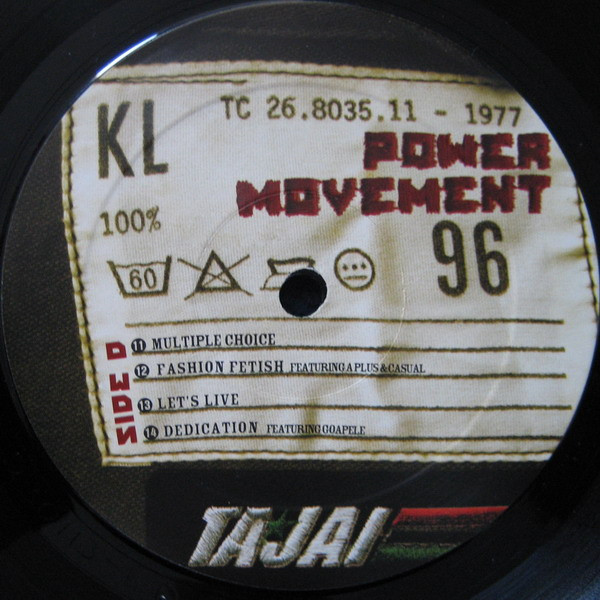 KL
TC 26.8035.11 - 1977
POWER
MOVEMENT
100%
96
60
SIDE D
11 MULTIPLE CHOICE
12 FASHION FETISH FEATURING A PLUS & CASUAL
13 LET'S LIVE
14 DEDICATION FEATURING GOAPELE
TAJAI